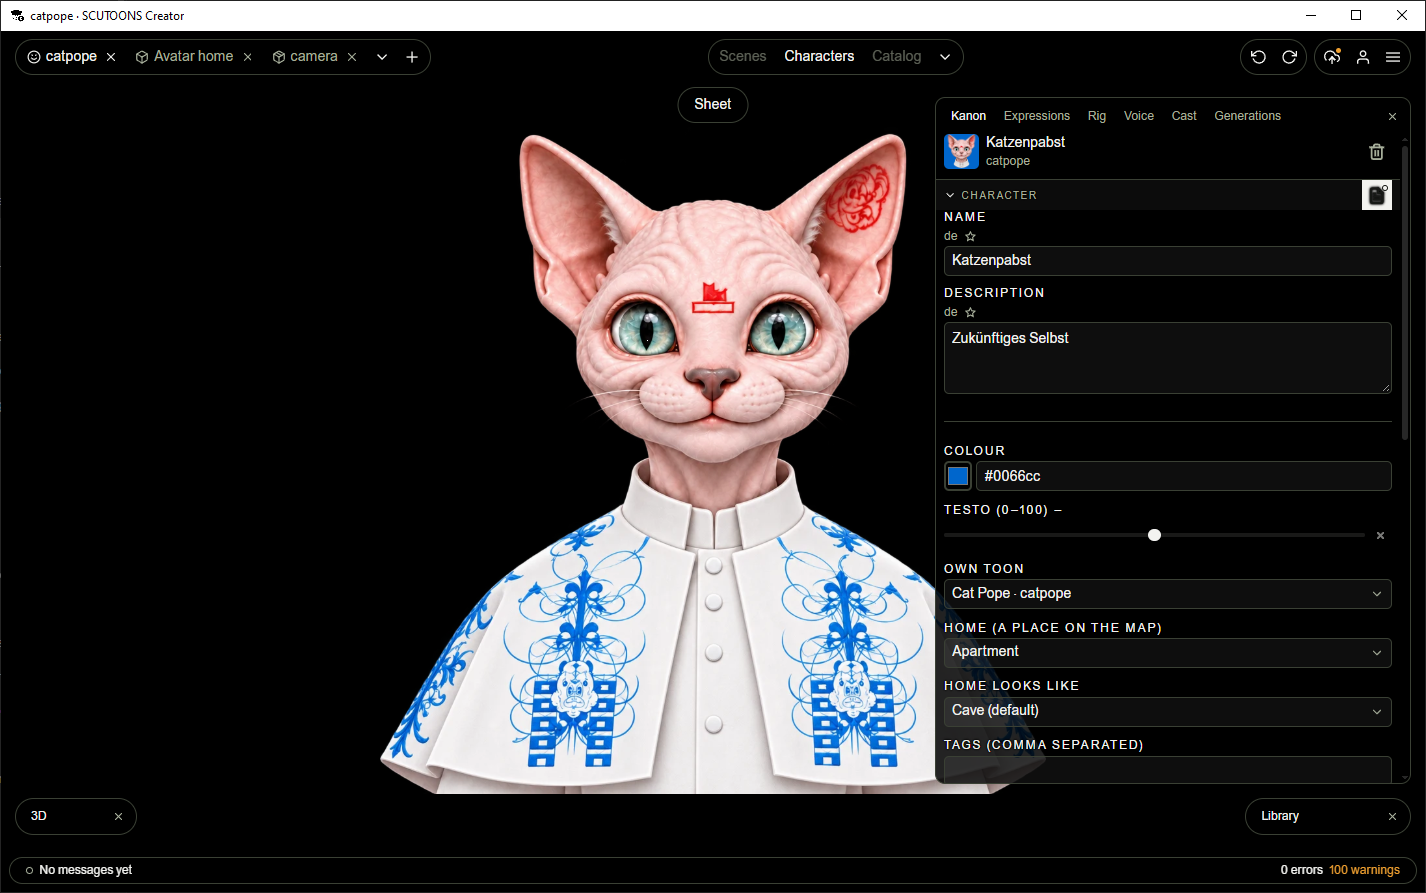 catpope · SCUTOONS Creator
catpope
Avatar home
camera
Scenes
Characters
Catalog
Sheet
Kanon
Expressions
Rig
Voice
Cast
Generations
Katzenpabst
catpope
CHARACTER
NAME
de
Katzenpabst
DESCRIPTION
de
Zukünftiges Selbst
COLOUR
#0066cc
TESTO (0–100) –
OWN TOON
Cat Pope · catpope
HOME (A PLACE ON THE MAP)
Apartment
HOME LOOKS LIKE
Cave (default)
TAGS (COMMA SEPARATED)
3D
Library
No messages yet
0 errors 100 warnings